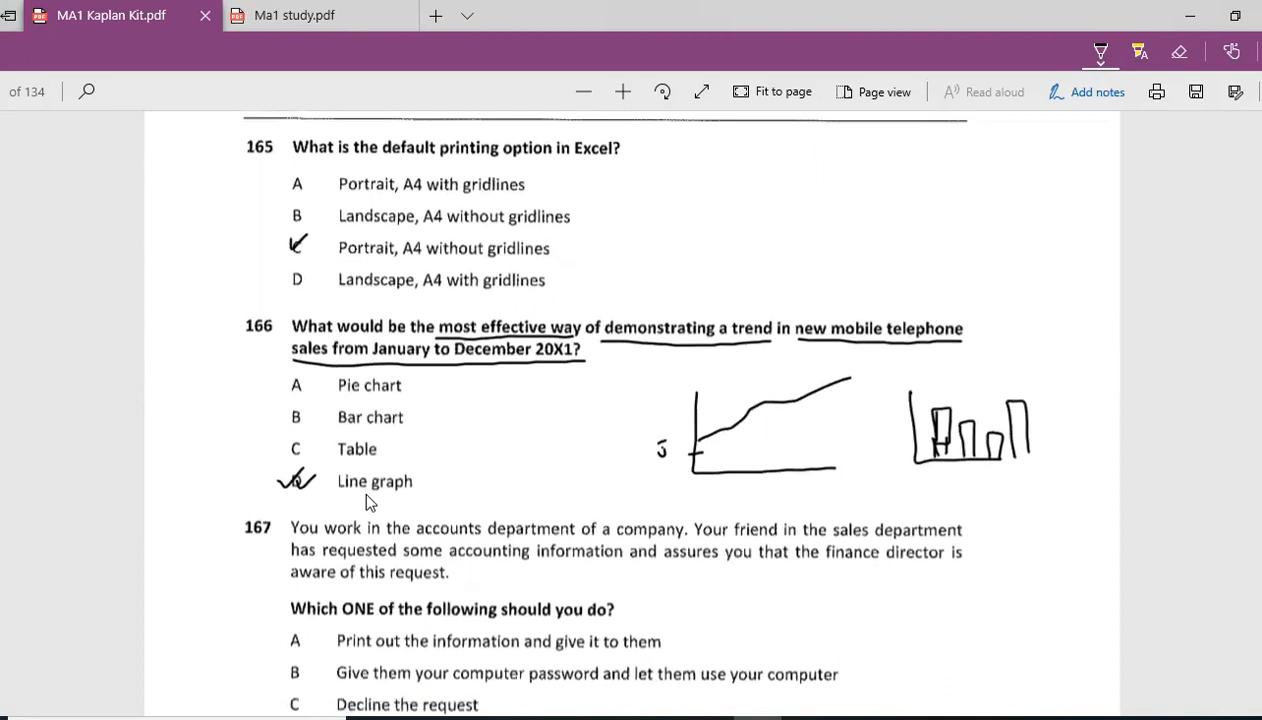 MA1 Kaplan Kit.pdf
Ma1 study.pdf
of 134
Fit to page
Page view
Read aloud
Add notes
165 What is the default printing option in Excel?
A Portrait, A4 with gridlines
B Landscape, A4 without gridlines
Portrait, A4 without gridlines
D Landscape, A4 with gridlines
166 What would be the most effective way of demonstrating a trend in new mobile telephone
sales from January to December 20X1?
A Pie chart
B Bar chart
C Table
Line graph
167 You work in the accounts department of a company. Your friend in the sales department
has requested some accounting information and assures you that the finance director is
aware of this request.
Which ONE of the following should you do?
A Print out the information and give it to them
B Give them your computer password and let them use your computer
C Decline the request